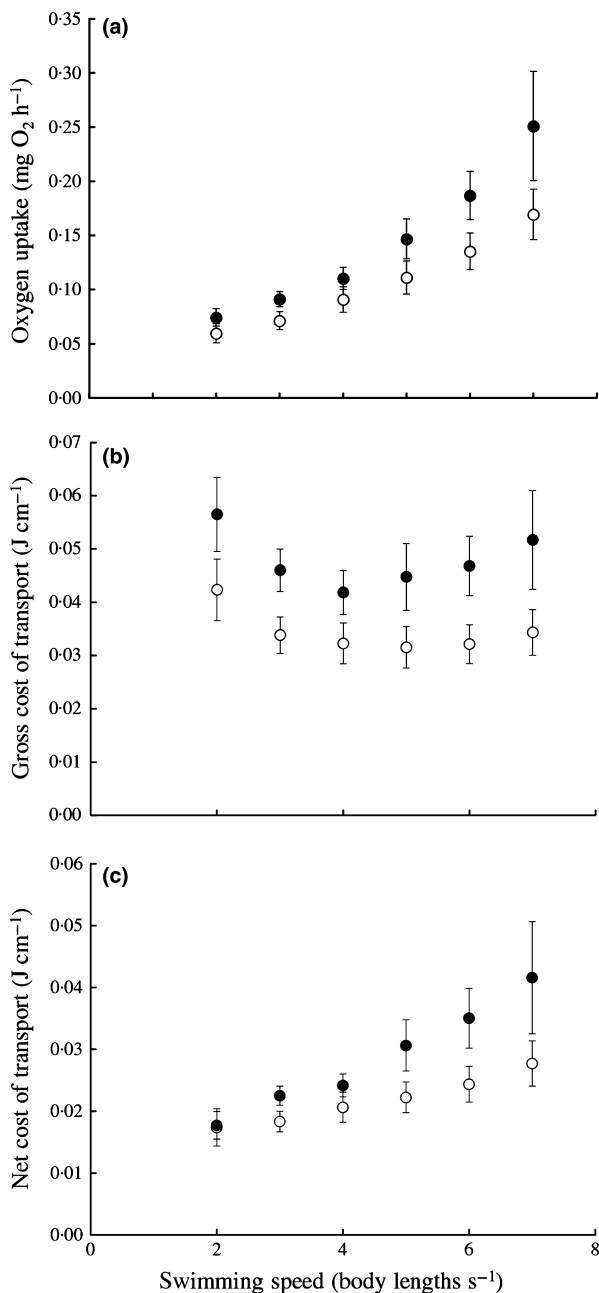 (a)
0·35
0·30
0·25
0·20
0·15
0·10
0·05
0·00
Oxygen uptake (mg O₂ h⁻¹)
(b)
0·07
0·06
0·05
0·04
0·03
0·02
0·01
0·00
Gross cost of transport (J cm⁻¹)
(c)
0·06
0·05
0·04
0·03
0·02
0·01
0·00
Net cost of transport (J cm⁻¹)
0 2 4 6 8
Swimming speed (body lengths s⁻¹)